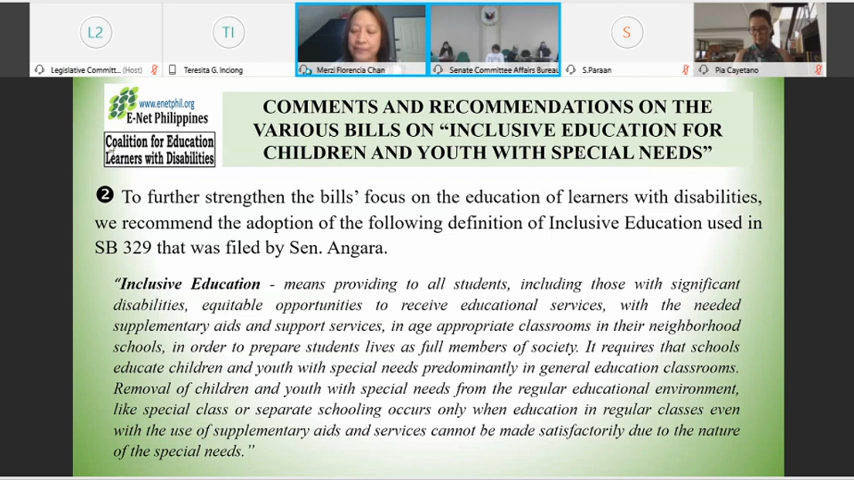 L2
TI
S
Legislative Committ... (Host)
Teresita G. Inciong
Merzi Florencia Chan
Senate Committee Affairs Bureau
S.Paraan
Pia Cayetano
www.enetphil.org
E-Net Philippines
Coalition for Education
Learners with Disabilities
COMMENTS AND RECOMMENDATIONS ON THE
VARIOUS BILLS ON “INCLUSIVE EDUCATION FOR
CHILDREN AND YOUTH WITH SPECIAL NEEDS”
❷ To further strengthen the bills’ focus on the education of learners with disabilities,
we recommend the adoption of the following definition of Inclusive Education used in
SB 329 that was filed by Sen. Angara.
“Inclusive Education - means providing to all students, including those with significant
disabilities, equitable opportunities to receive educational services, with the needed
supplementary aids and support services, in age appropriate classrooms in their neighborhood
schools, in order to prepare students lives as full members of society. It requires that schools
educate children and youth with special needs predominantly in general education classrooms.
Removal of children and youth with special needs from the regular educational environment,
like special class or separate schooling occurs only when education in regular classes even
with the use of supplementary aids and services cannot be made satisfactorily due to the nature
of the special needs.”